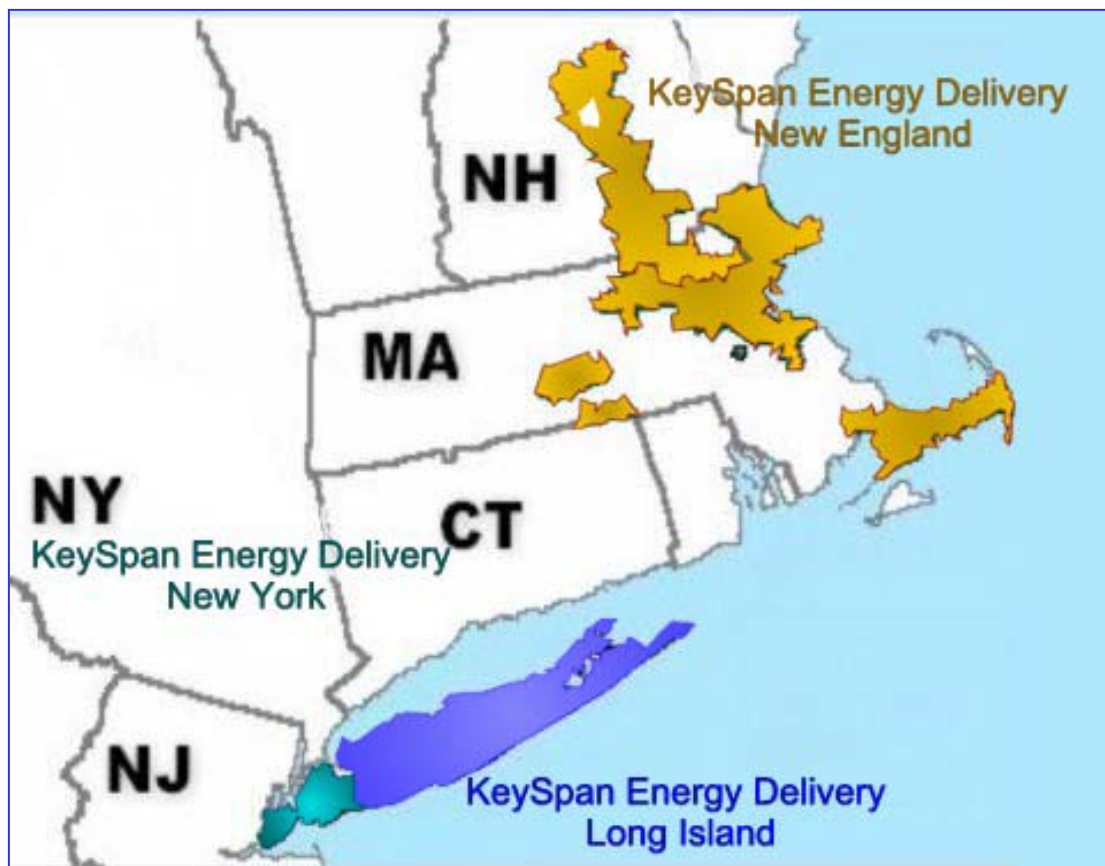 KeySpan Energy Delivery
New England
NH
MA
NY
CT
KeySpan Energy Delivery
New York
NJ
KeySpan Energy Delivery
Long Island